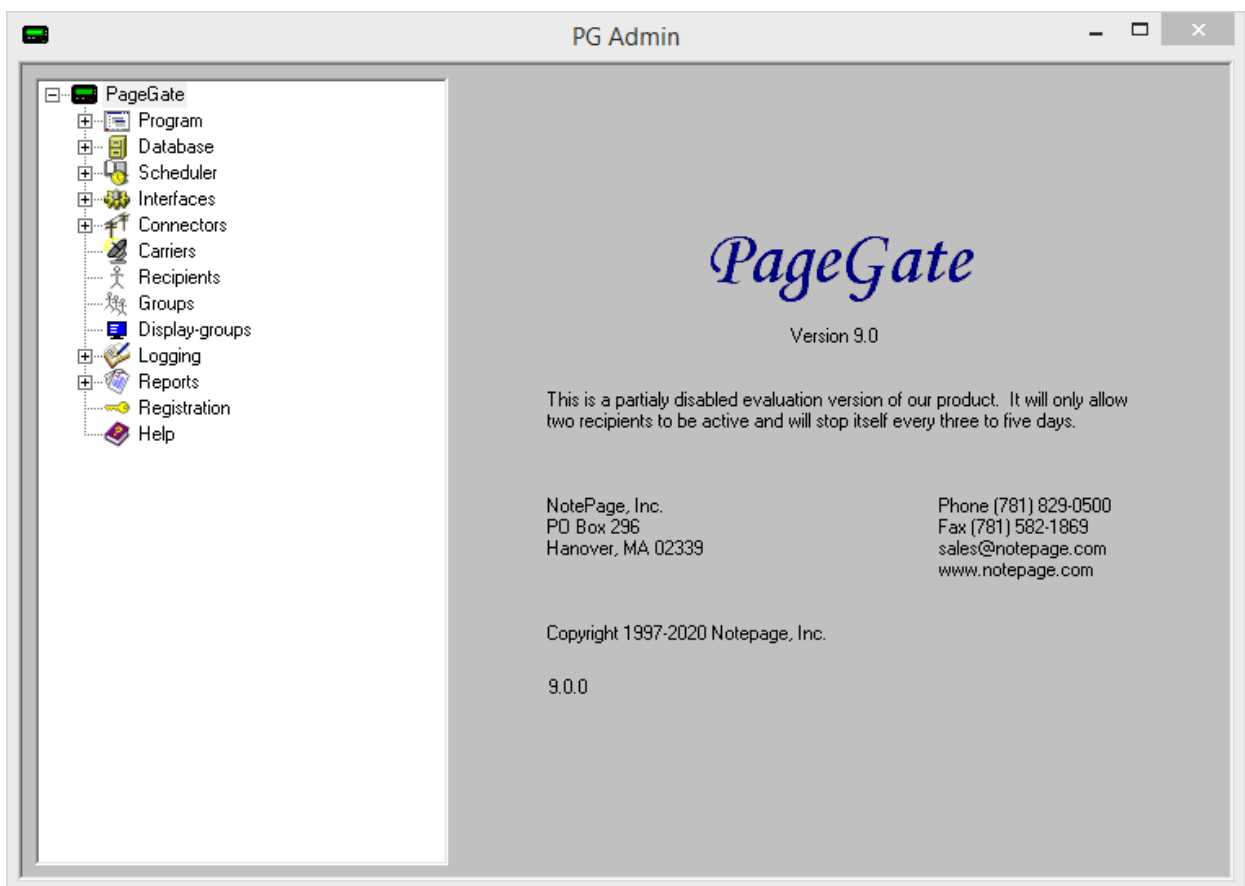 PG Admin
PageGate
Program
Database
Scheduler
Interfaces
Connectors
Carriers
Recipients
Groups
Display-groups
Logging
Reports
Registration
Help
PageGate
Version 9.0
This is a partialy disabled evaluation version of our product.  It will only allow
two recipients to be active and will stop itself every three to five days.
NotePage, Inc.
PO Box 296
Hanover, MA 02339
Phone (781) 829-0500
Fax (781) 582-1869
sales@notepage.com
www.notepage.com
Copyright 1997-2020 Notepage, Inc.
9.0.0